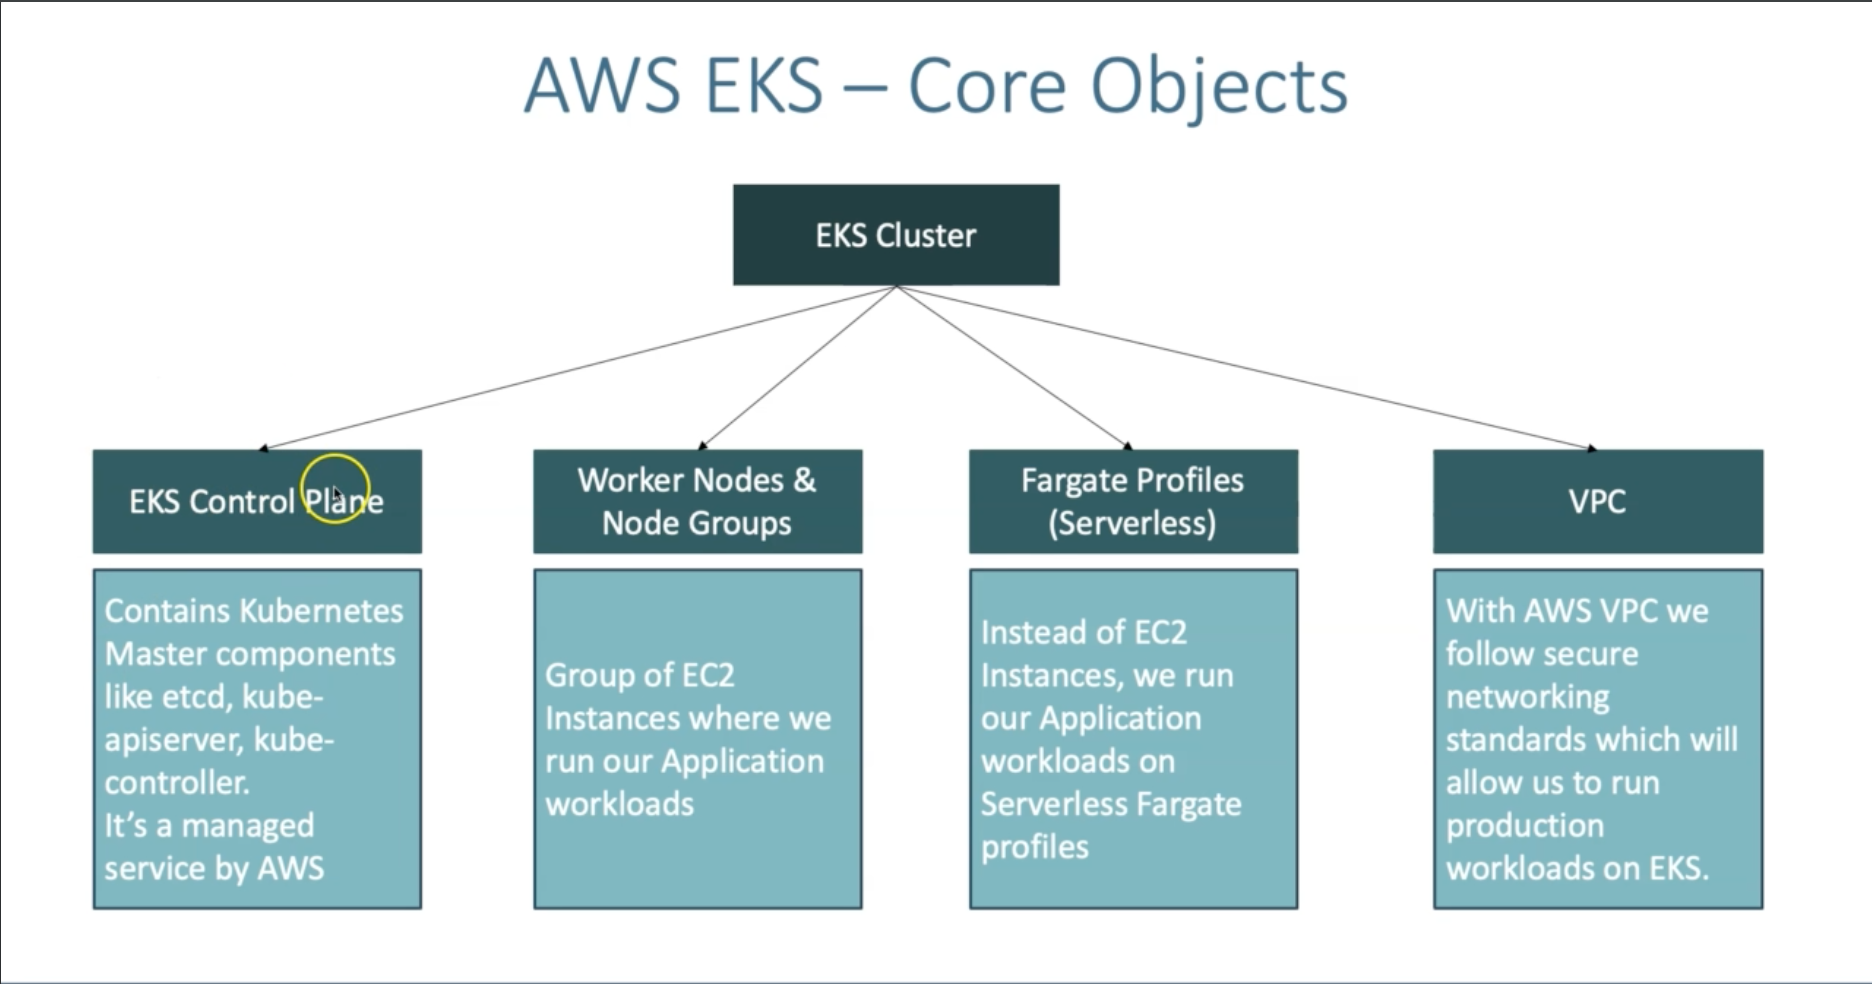 AWS EKS – Core Objects
EKS Cluster
EKS Control Plane
Contains Kubernetes
Master components
like etcd, kube-
apiserver, kube-
controller.
It’s a managed
service by AWS
Worker Nodes &
Node Groups
Group of EC2
Instances where we
run our Application
workloads
Fargate Profiles
(Serverless)
Instead of EC2
Instances, we run
our Application
workloads on
Serverless Fargate
profiles
VPC
With AWS VPC we
follow secure
networking
standards which will
allow us to run
production
workloads on EKS.